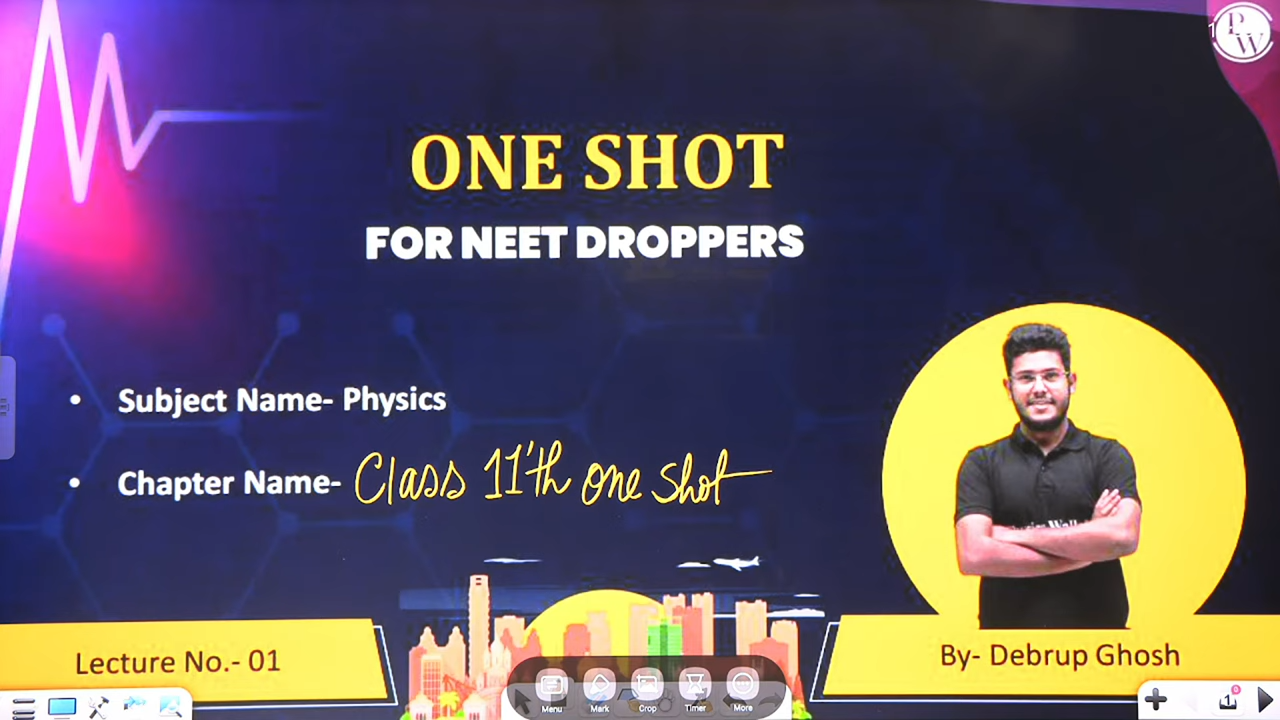 PW
ONE SHOT
FOR NEET DROPPERS
• Subject Name- Physics
• Chapter Name- Class 11'th one shot
Lecture No.- 01
By- Debrup Ghosh
Menu
Mark
Crop
Timer
More